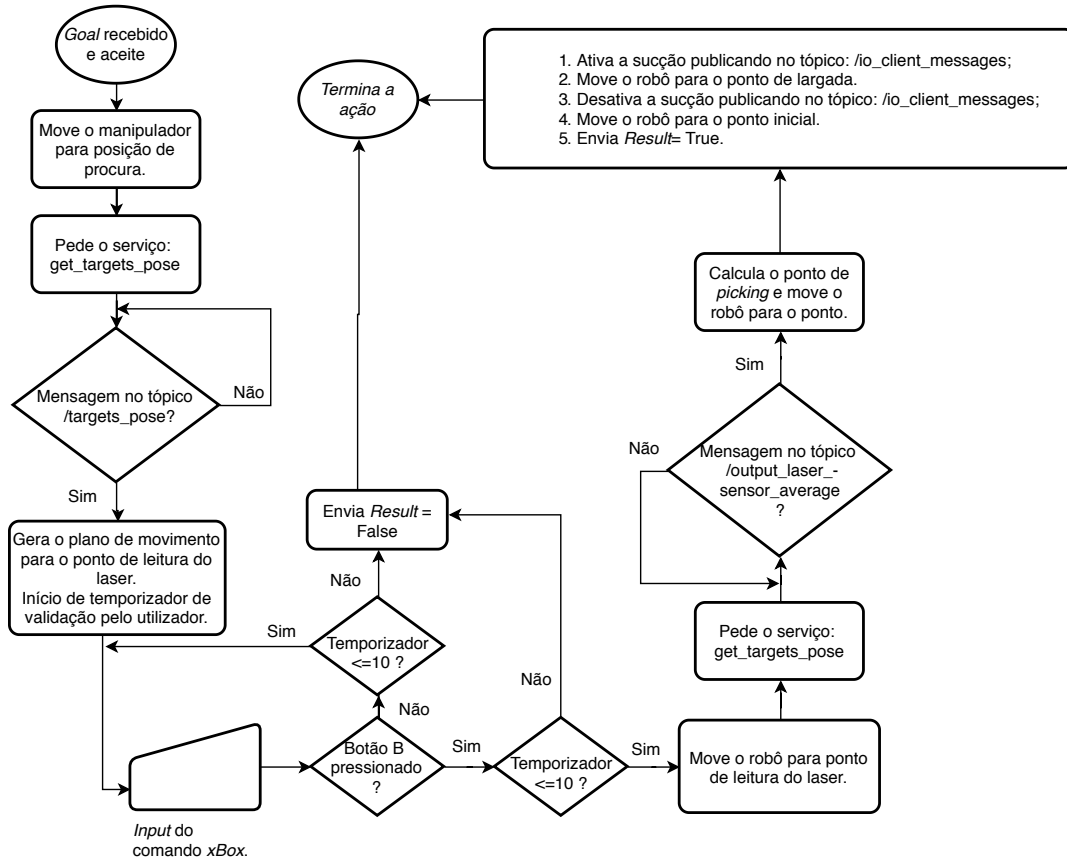 Goal recebido
e aceite
Move o manipulador
para posição de
procura.
Pede o serviço:
get_targets_pose
Mensagem no tópico
/targets_pose?
Não
Sim
Gera o plano de movimento
para o ponto de leitura do
laser.
Início de temporizador de
validação pelo utilizador.
Input do
comando xBox.
Botão B
pressionado
?
Não
Sim
Temporizador
<=10 ?
Sim
Não
Envia Result =
False
Termina a
ação
Temporizador
<=10 ?
Não
Sim
Move o robô para ponto
de leitura do laser.
Pede o serviço:
get_targets_pose
Mensagem no tópico
/output_laser_-
sensor_average
?
Não
Sim
Calcula o ponto de
picking e move o
robô para o ponto.
1. Ativa a sucção publicando no tópico: /io_client_messages;
2. Move o robô para o ponto de largada.
3. Desativa a sucção publicando no tópico: /io_client_messages;
4. Move o robô para o ponto inicial.
5. Envia Result= True.